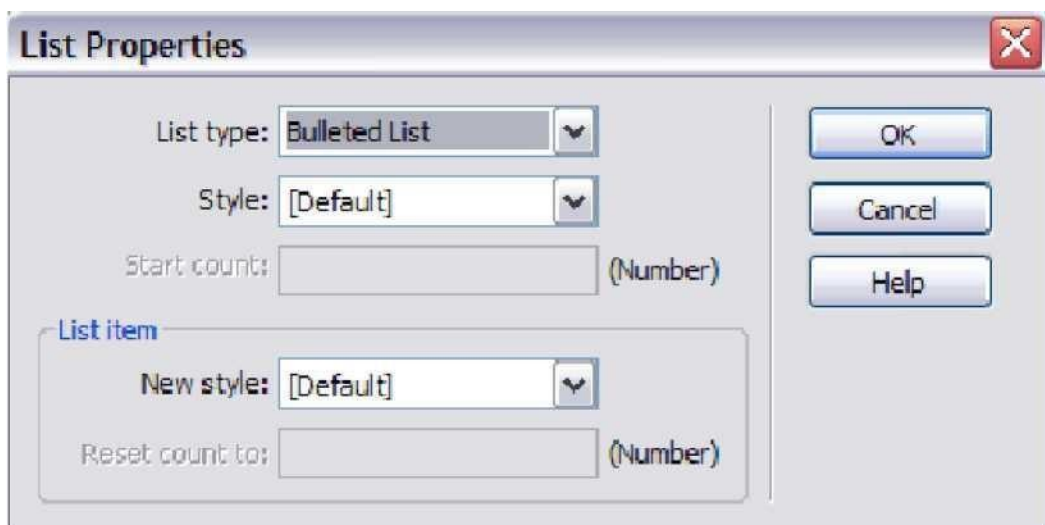 List Properties
List type: Bulleted List
OK
Style: [Default]
Cancel
Start count: (Number)
Help
List item
New style: [Default]
Reset count to: (Number)